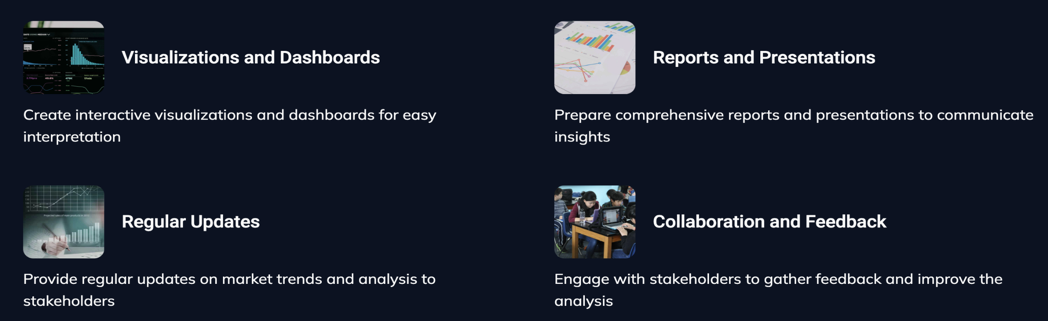 Visualizations and Dashboards
Create interactive visualizations and dashboards for easy
interpretation
Reports and Presentations
Prepare comprehensive reports and presentations to communicate
insights
Regular Updates
Provide regular updates on market trends and analysis to
stakeholders
Collaboration and Feedback
Engage with stakeholders to gather feedback and improve the
analysis